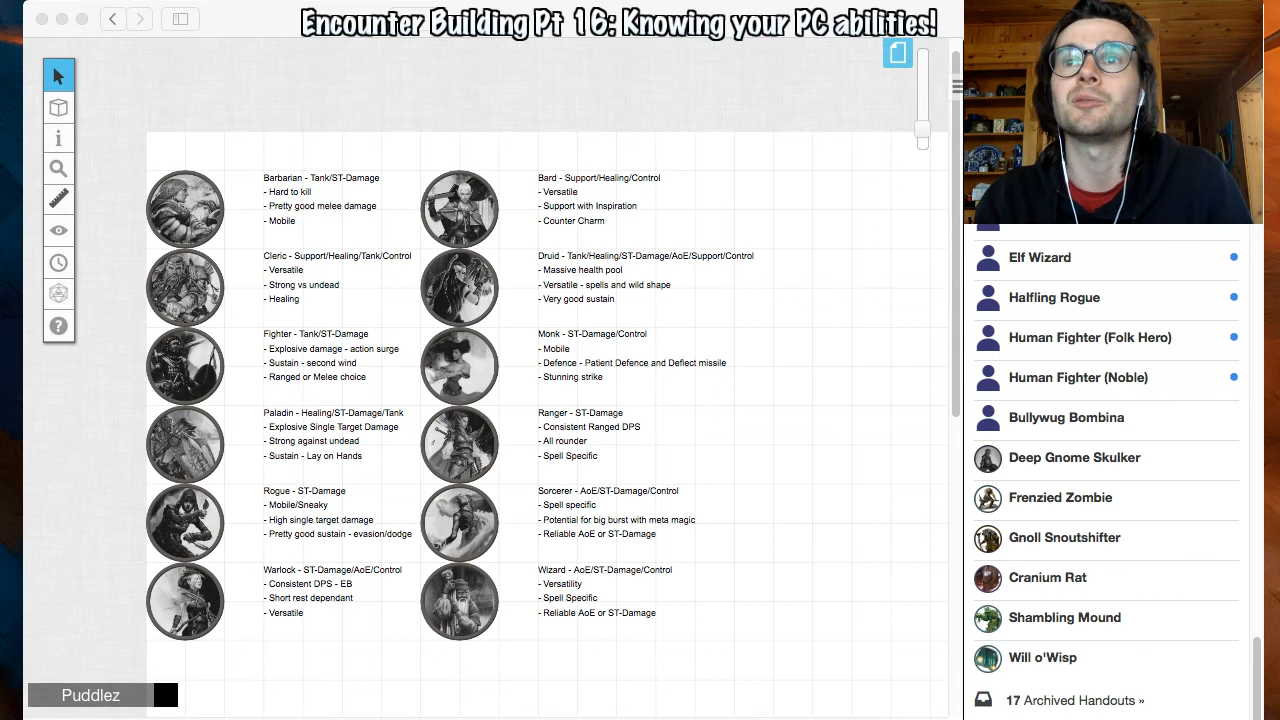 Encounter Building Pt 16: Knowing your PC abilities!
Barbarian - Tank/ST-Damage
- Hard to kill
- Pretty good melee damage
- Mobile
Bard - Support/Healing/Control
- Versatile
- Support with Inspiration
- Counter Charm
Cleric - Support/Healing/Tank/Control
- Versatile
- Strong vs undead
- Healing
Druid - Tank/Healing/ST-Damage/AoE/Support/Control
- Massive health pool
- Versatile - spells and wild shape
- Very good sustain
Fighter - Tank/ST-Damage
- Explosive damage - action surge
- Sustain - second wind
- Ranged or Melee choice
Monk - ST-Damage/Control
- Mobile
- Defence - Patient Defence and Deflect missile
- Stunning strike
Paladin - Healing/ST-Damage/Tank
- Explosive Single Target Damage
- Strong against undead
- Sustain - Lay on Hands
Ranger - ST-Damage
- Consistent Ranged DPS
- All rounder
- Spell Specific
Rogue - ST-Damage
- Mobile/Sneaky
- High single target damage
- Pretty good sustain - evasion/dodge
Sorcerer - AoE/ST-Damage/Control
- Spell specific
- Potential for big burst with meta magic
- Reliable AoE or ST-Damage
Warlock - ST-Damage/AoE/Control
- Consistent DPS - EB
- Short rest dependant
- Versatile
Wizard - AoE/ST-Damage/Control
- Versatility
- Spell Specific
- Reliable AoE or ST-Damage
Elf Wizard
Halfling Rogue
Human Fighter (Folk Hero)
Human Fighter (Noble)
Bullywug Bombina
Deep Gnome Skulker
Frenzied Zombie
Gnoll Snoutshifter
Cranium Rat
Shambling Mound
Will o'Wisp
17 Archived Handouts »
Puddlez